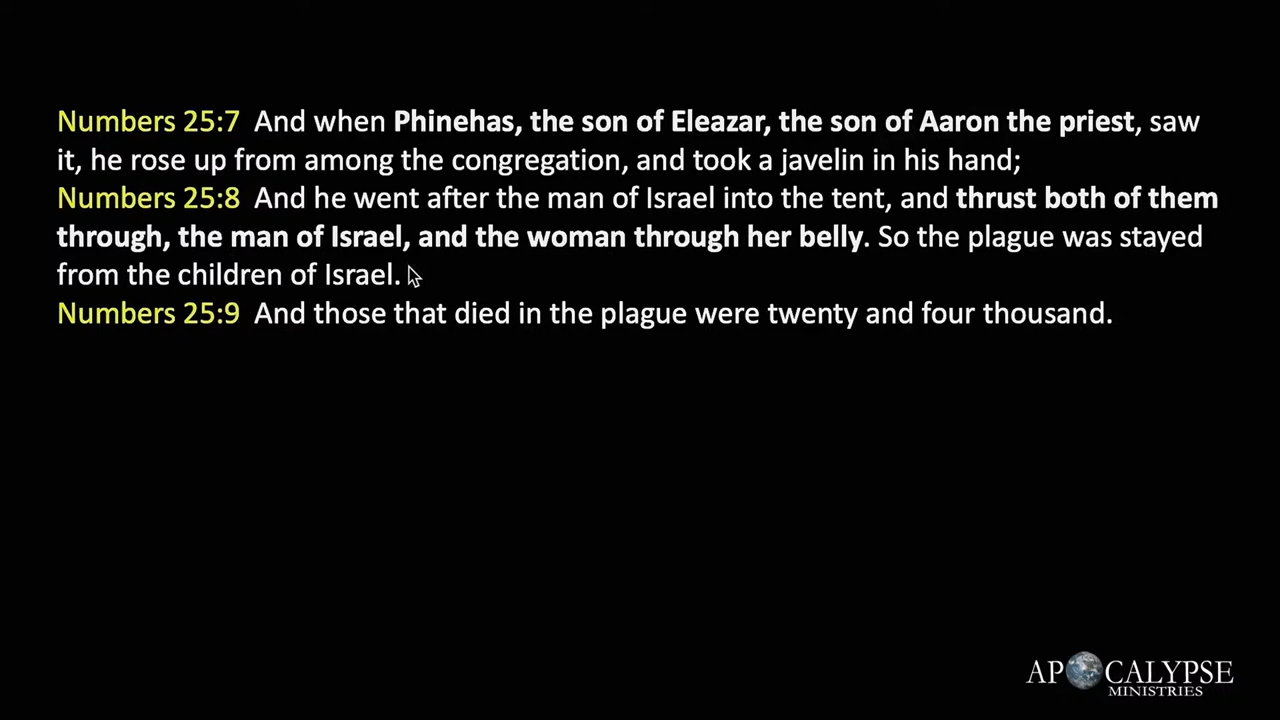 Numbers 25:7 And when Phinehas, the son of Eleazar, the son of Aaron the priest, saw
it, he rose up from among the congregation, and took a javelin in his hand;
Numbers 25:8 And he went after the man of Israel into the tent, and thrust both of them
through, the man of Israel, and the woman through her belly. So the plague was stayed
from the children of Israel.
Numbers 25:9 And those that died in the plague were twenty and four thousand.
APOCALYPSE
MINISTRIES